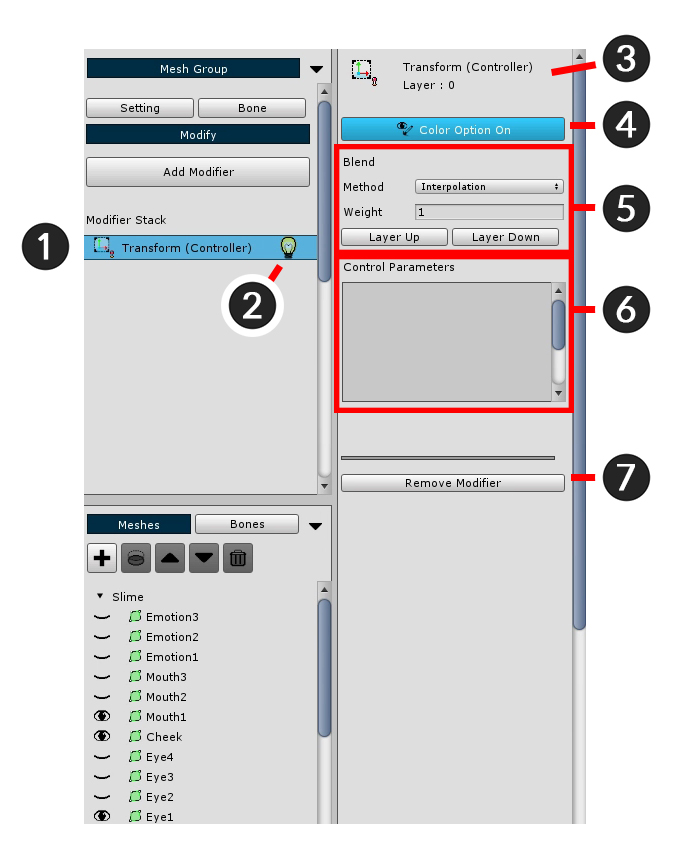 Mesh Group
Setting
Bone
Modify
Add Modifier
Modifier Stack
1
Transform (Controller)
2
Transform (Controller)
Layer : 0
3
Color Option On
4
Blend
Method
Interpolation
Weight
1
Layer Up
Layer Down
5
Control Parameters
6
Remove Modifier
7
Meshes
Bones
Slime
Emotion3
Emotion2
Emotion1
Mouth3
Mouth2
Mouth1
Cheek
Eye4
Eye3
Eye2
Eye1